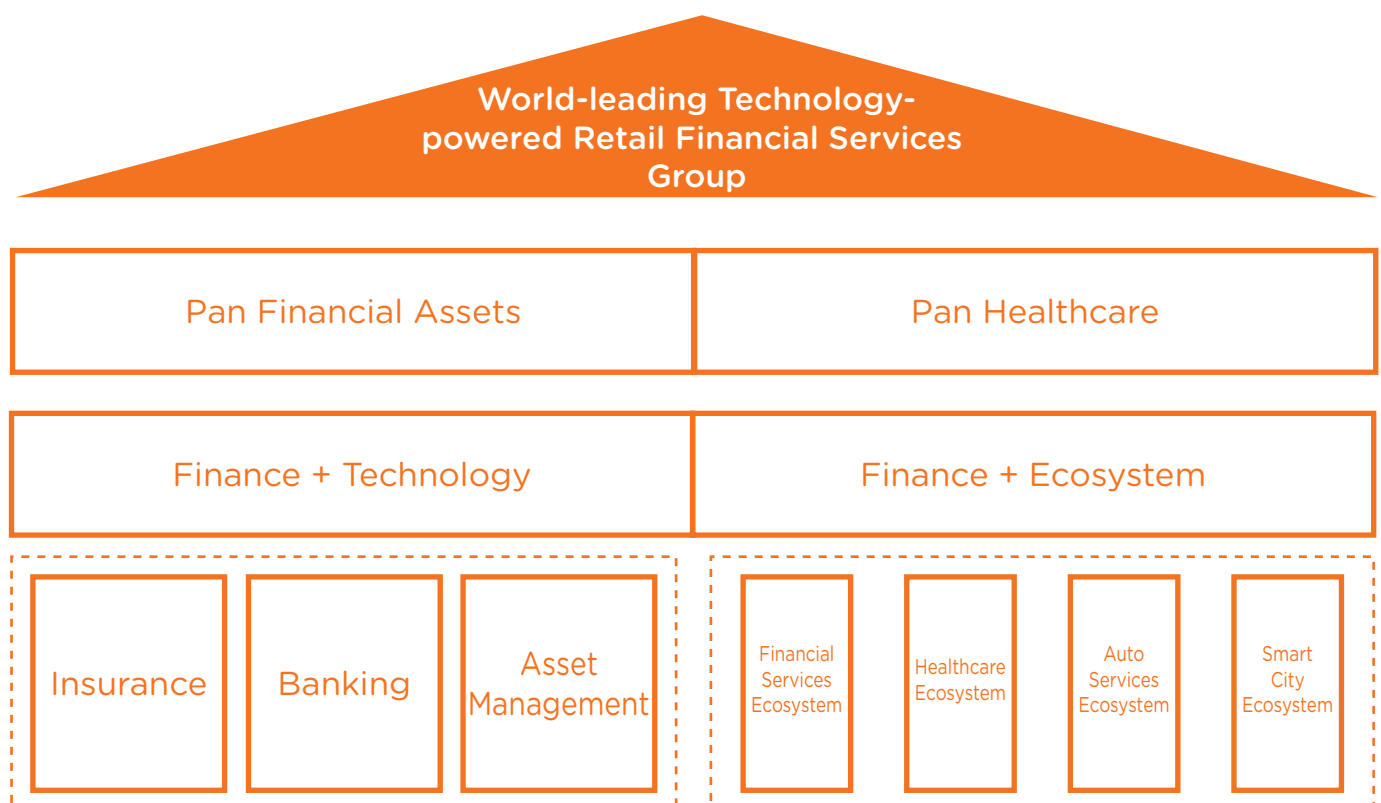 World-leading Technology-
powered Retail Financial Services
Group
Pan Financial Assets
Pan Healthcare
Finance + Technology
Finance + Ecosystem
Insurance
Banking
Asset
Management
Financial
Services
Ecosystem
Healthcare
Ecosystem
Auto
Services
Ecosystem
Smart
City
Ecosystem